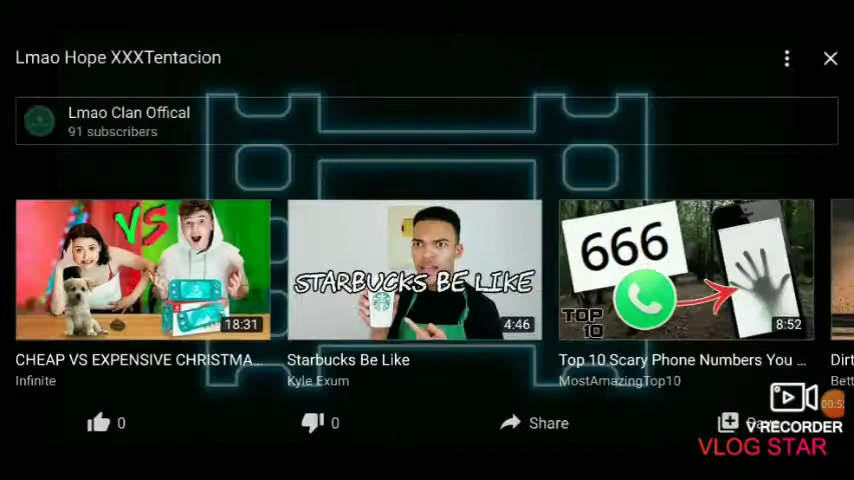 Lmao Hope XXXTentacion
Lmao Clan Offical
91 subscribers
VS
18:31
STARBUCKS BE LIKE
4:46
666
TOP 10
8:52
CHEAP VS EXPENSIVE CHRISTMA...
Starbucks Be Like
Top 10 Scary Phone Numbers You ...
Dirt
Infinite
Kyle Exum
MostAmazingTop10
Bett
0
0
Share
V RECORDER
VLOG STAR